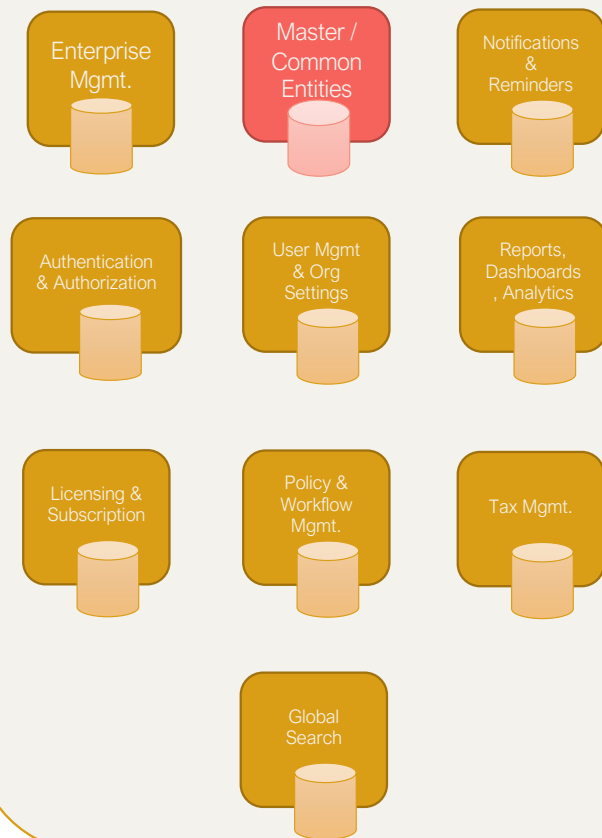 Enterprise
Mgmt.
Master /
Common
Entities
Notifications
&
Reminders
Authentication
& Authorization
User Mgmt
& Org
Settings
Reports,
Dashboards
, Analytics
Licensing &
Subscription
Policy &
Workflow
Mgmt.
Tax Mgmt.
Global
Search